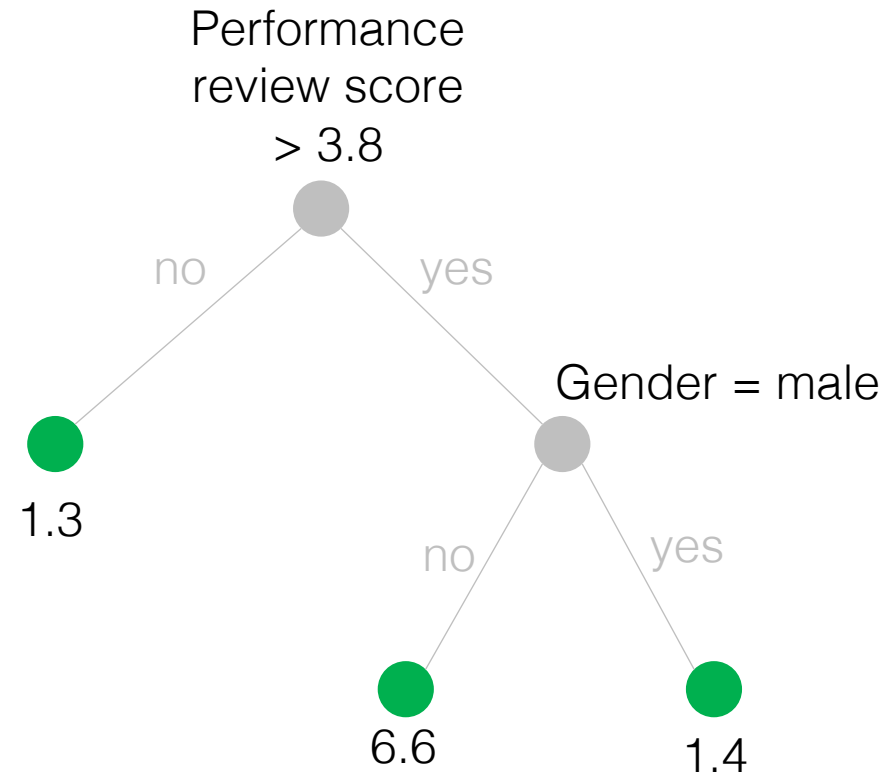 Performance
review score
> 3.8
no
yes
Gender = male
1.3
no
yes
6.6
1.4